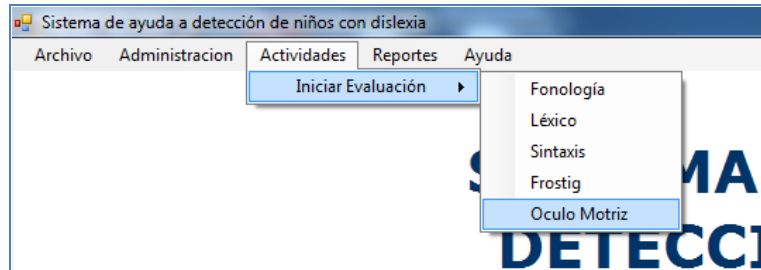 Sistema de ayuda a detección de niños con dislexia
Archivo Administracion Actividades Reportes Ayuda
Iniciar Evaluación
Fonología
Léxico
Sintaxis
Frostig
Oculo Motriz